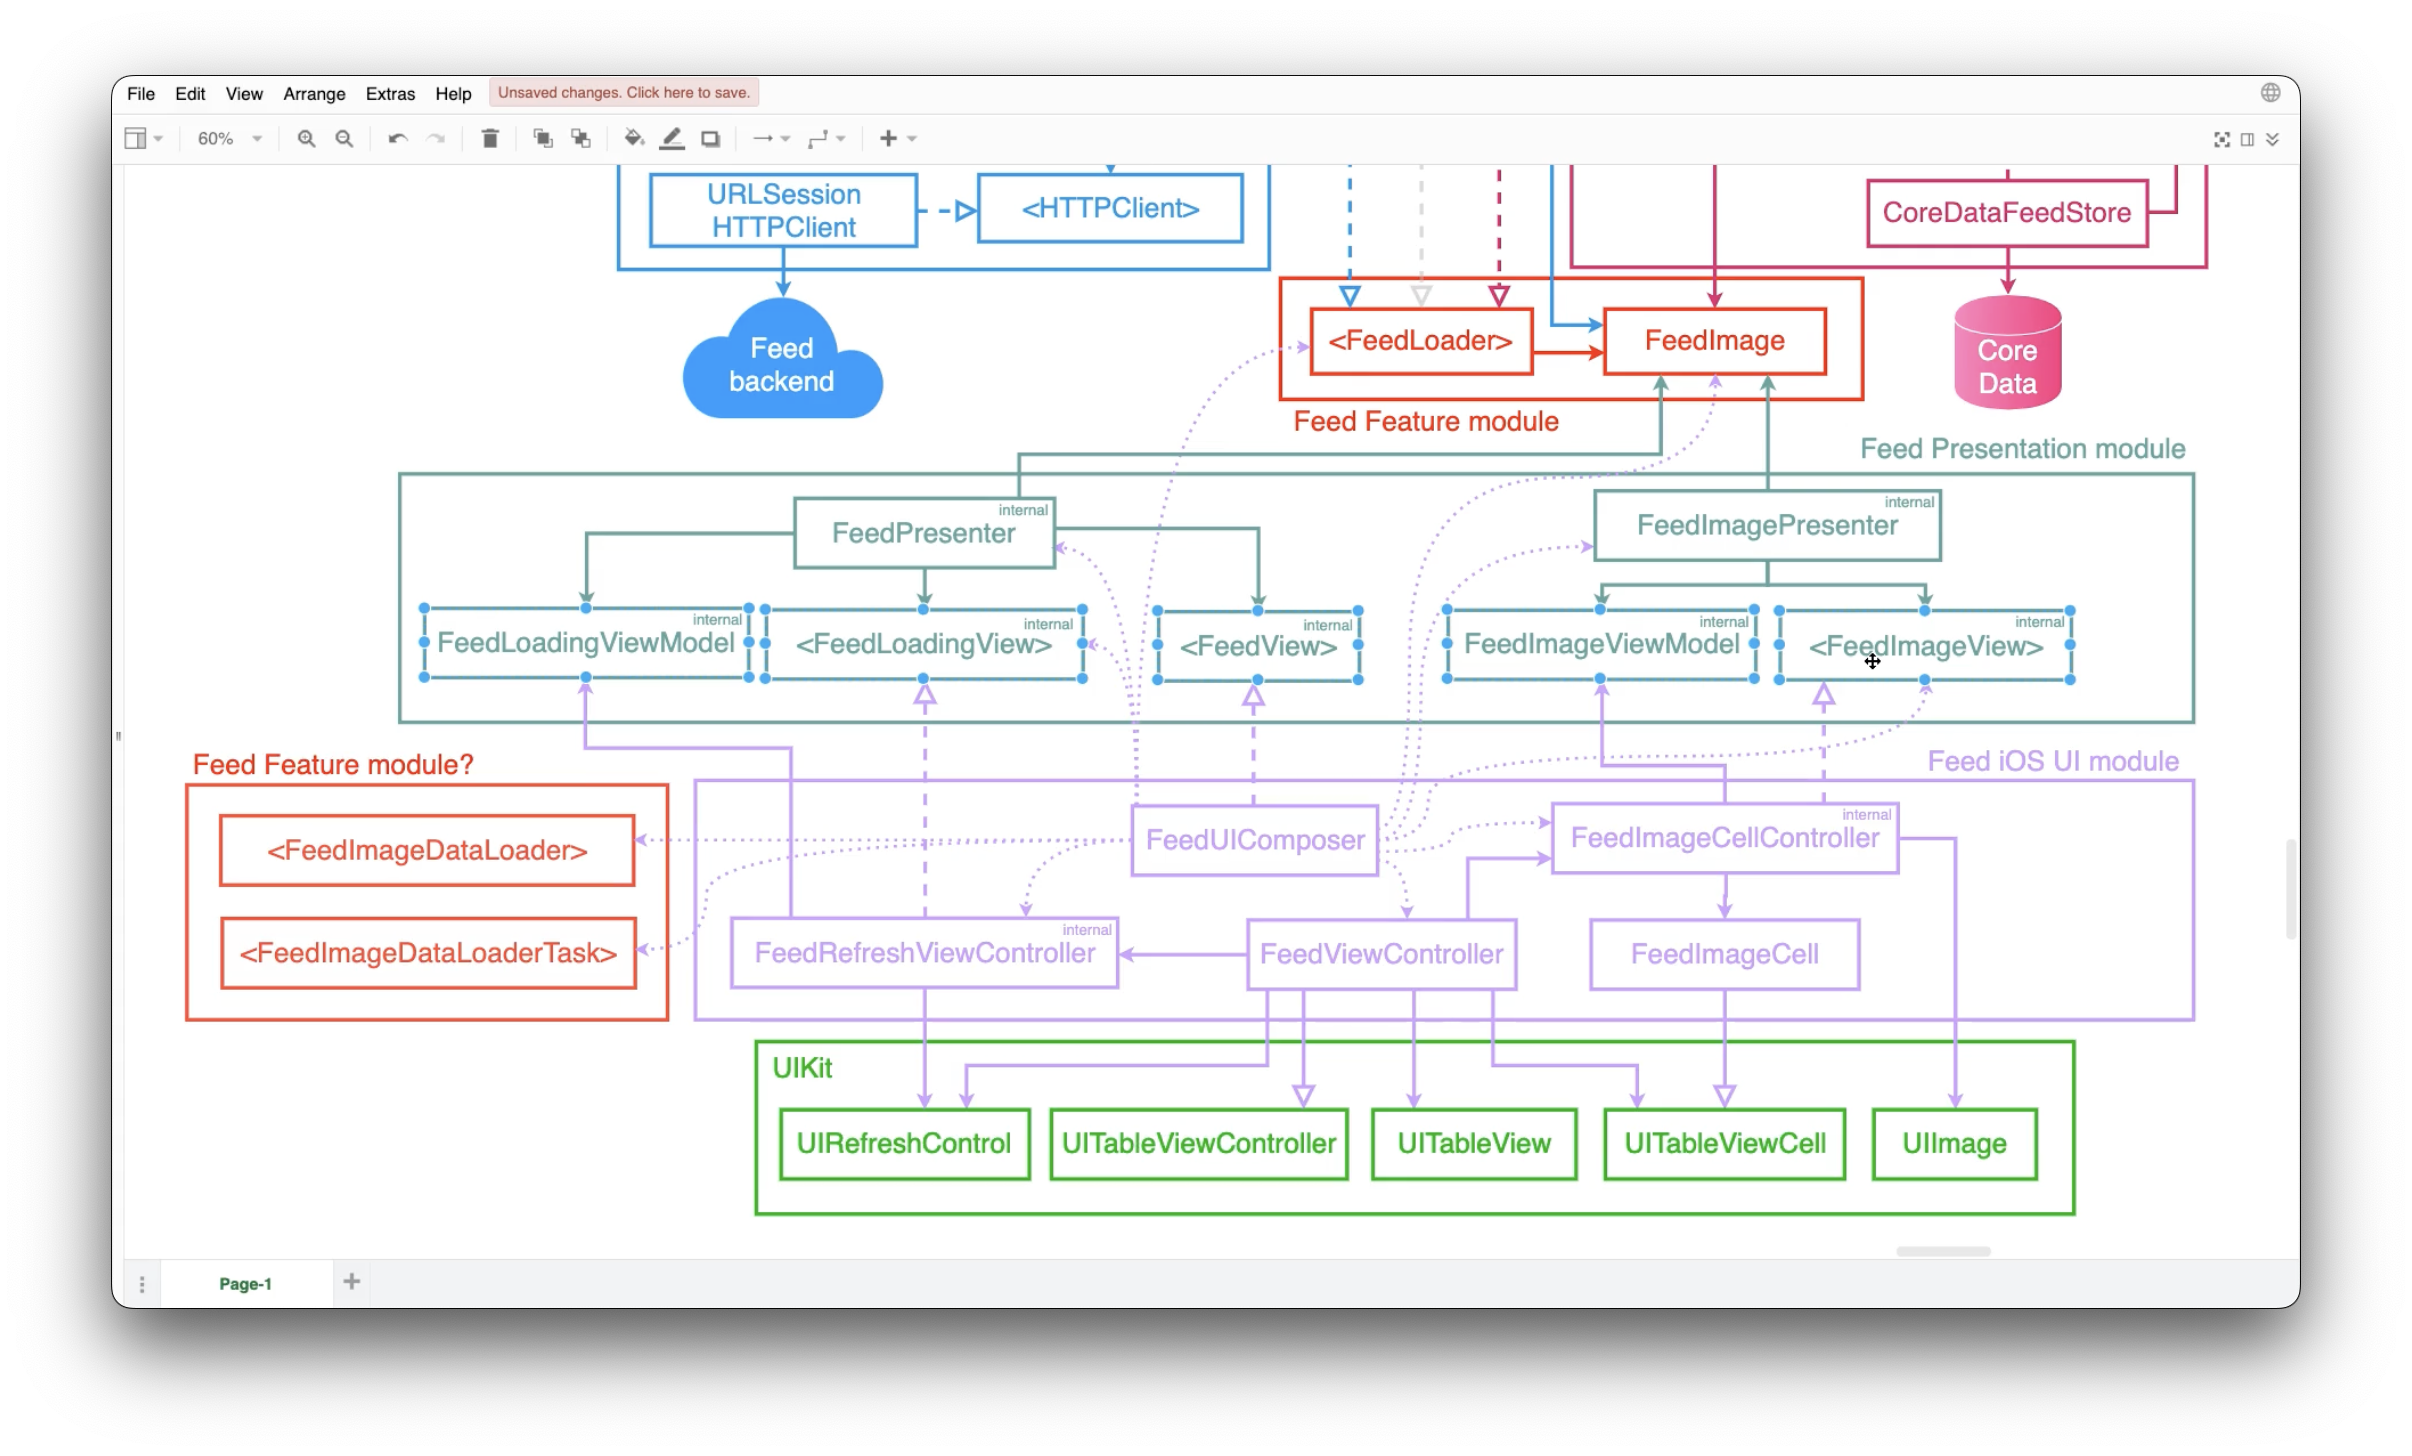 File Edit View Arrange Extras Help Unsaved changes. Click here to save.
60%
URLSession
HTTPClient
<HTTPClient>
CoreDataFeedStore
Feed
backend
<FeedLoader>
FeedImage
Core
Data
Feed Feature module
Feed Presentation module
internal
FeedPresenter
internal
FeedImagePresenter
internal
FeedLoadingViewModel
internal
<FeedLoadingView>
internal
<FeedView>
internal
FeedImageViewModel
internal
<FeedImageView>
Feed Feature module?
Feed iOS UI module
<FeedImageDataLoader>
FeedUIComposer
internal
FeedImageCellController
<FeedImageDataLoaderTask>
internal
FeedRefreshViewController
FeedViewController
FeedImageCell
UIKit
UIRefreshControl
UITableViewController
UITableView
UITableViewCell
UIImage
Page-1